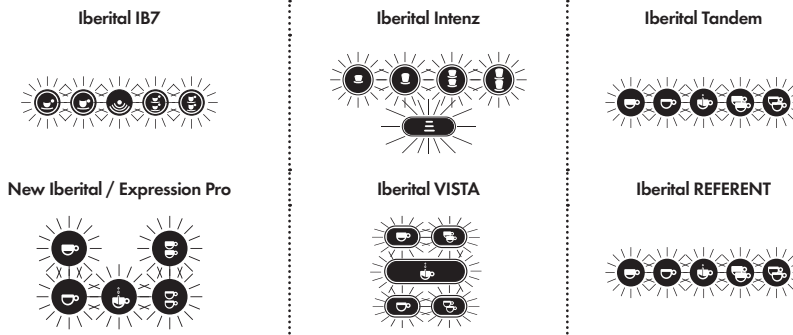 Iberital IB7
Iberital Intenz
Iberital Tandem
New Iberital / Expression Pro
Iberital VISTA
Iberital REFERENT